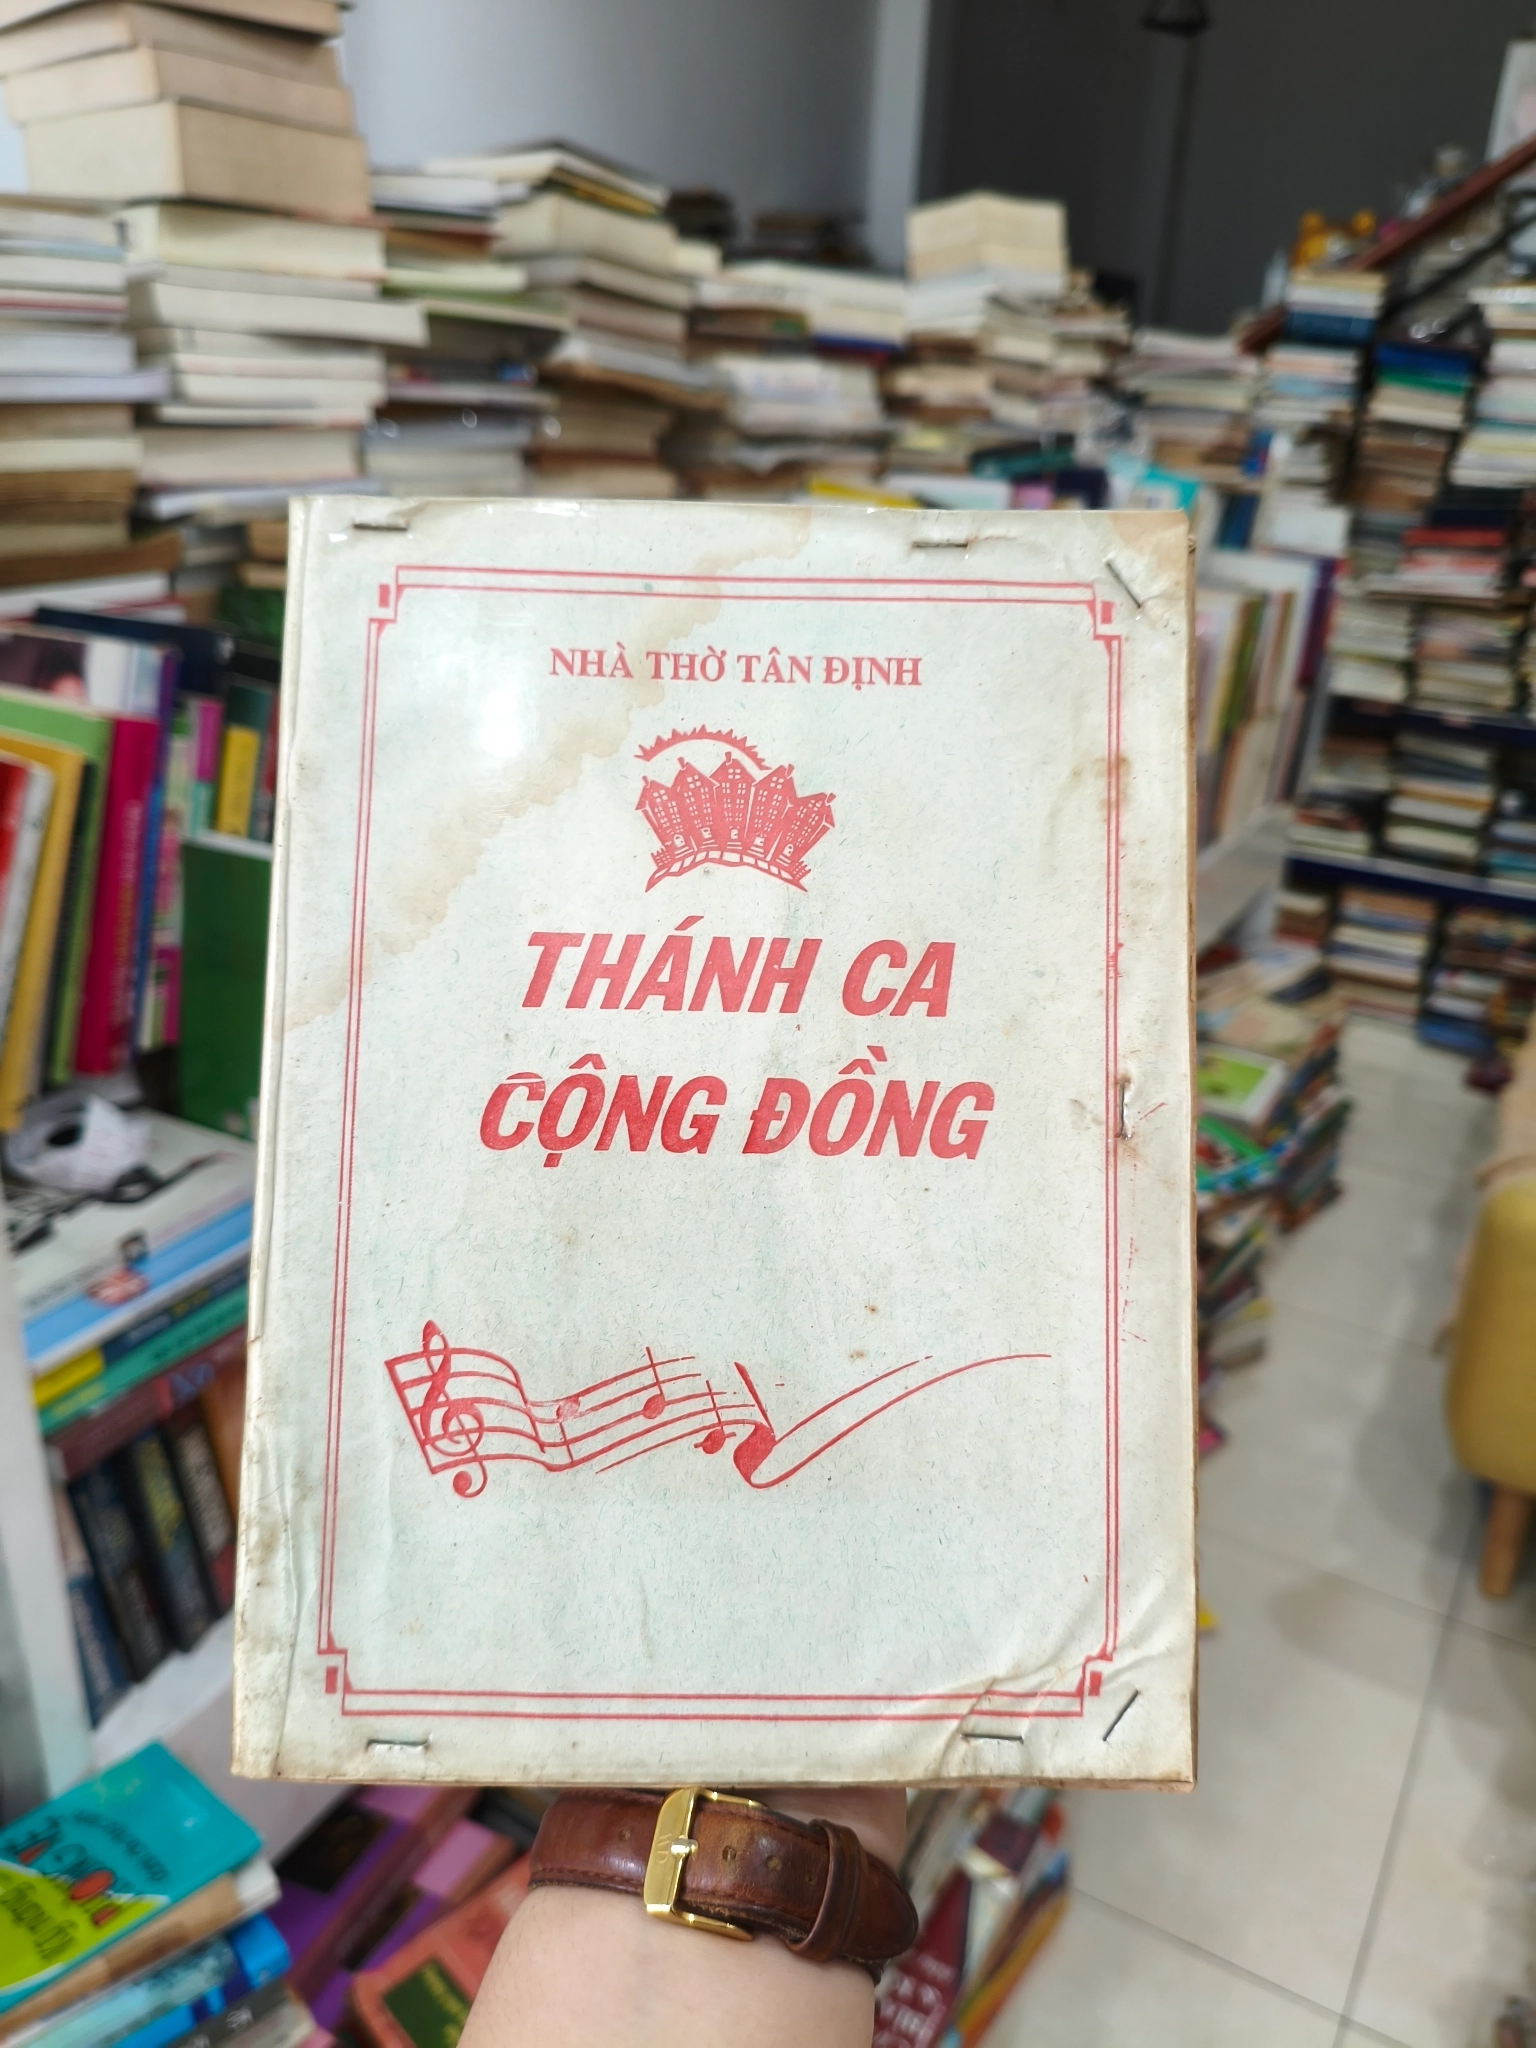 NHÀ THỜ TÂN ĐỊNH
THÁNH CA
CỘNG ĐỒNG